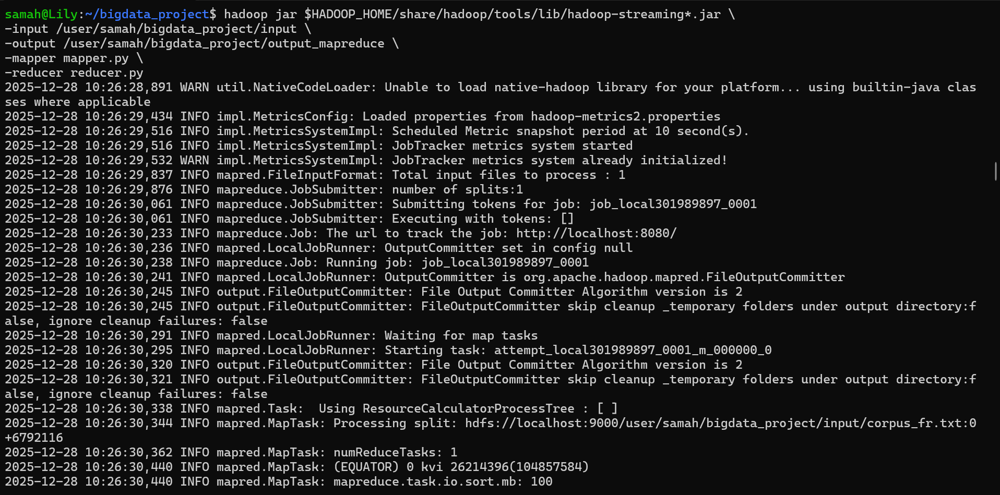 samah@Lily:~/bigdata_project$ hadoop jar $HADOOP_HOME/share/hadoop/tools/lib/hadoop-streaming*.jar \
-input /user/samah/bigdata_project/input \
-output /user/samah/bigdata_project/output_mapreduce \
-mapper mapper.py \
-reducer reducer.py
2025-12-28 10:26:28,891 WARN util.NativeCodeLoader: Unable to load native-hadoop library for your platform... using builtin-java clas
ses where applicable
2025-12-28 10:26:29,434 INFO impl.MetricsConfig: Loaded properties from hadoop-metrics2.properties
2025-12-28 10:26:29,516 INFO impl.MetricsSystemImpl: Scheduled Metric snapshot period at 10 second(s).
2025-12-28 10:26:29,516 INFO impl.MetricsSystemImpl: JobTracker metrics system started
2025-12-28 10:26:29,532 WARN impl.MetricsSystemImpl: JobTracker metrics system already initialized!
2025-12-28 10:26:29,837 INFO mapred.FileInputFormat: Total input files to process : 1
2025-12-28 10:26:29,876 INFO mapreduce.JobSubmitter: number of splits:1
2025-12-28 10:26:30,061 INFO mapreduce.JobSubmitter: Submitting tokens for job: job_local301989897_0001
2025-12-28 10:26:30,061 INFO mapreduce.JobSubmitter: Executing with tokens: []
2025-12-28 10:26:30,233 INFO mapreduce.Job: The url to track the job: http://localhost:8080/
2025-12-28 10:26:30,236 INFO mapred.LocalJobRunner: OutputCommitter set in config null
2025-12-28 10:26:30,238 INFO mapreduce.Job: Running job: job_local301989897_0001
2025-12-28 10:26:30,241 INFO mapred.LocalJobRunner: OutputCommitter is org.apache.hadoop.mapred.FileOutputCommitter
2025-12-28 10:26:30,245 INFO output.FileOutputCommitter: File Output Committer Algorithm version is 2
2025-12-28 10:26:30,245 INFO output.FileOutputCommitter: FileOutputCommitter skip cleanup _temporary folders under output directory:f
alse, ignore cleanup failures: false
2025-12-28 10:26:30,291 INFO mapred.LocalJobRunner: Waiting for map tasks
2025-12-28 10:26:30,295 INFO mapred.LocalJobRunner: Starting task: attempt_local301989897_0001_m_000000_0
2025-12-28 10:26:30,320 INFO output.FileOutputCommitter: File Output Committer Algorithm version is 2
2025-12-28 10:26:30,321 INFO output.FileOutputCommitter: FileOutputCommitter skip cleanup _temporary folders under output directory:f
alse, ignore cleanup failures: false
2025-12-28 10:26:30,338 INFO mapred.Task:  Using ResourceCalculatorProcessTree : [ ]
2025-12-28 10:26:30,344 INFO mapred.MapTask: Processing split: hdfs://localhost:9000/user/samah/bigdata_project/input/corpus_fr.txt:0
+6792116
2025-12-28 10:26:30,362 INFO mapred.MapTask: numReduceTasks: 1
2025-12-28 10:26:30,440 INFO mapred.MapTask: (EQUATOR) 0 kvi 26214396(104857584)
2025-12-28 10:26:30,440 INFO mapred.MapTask: mapreduce.task.io.sort.mb: 100